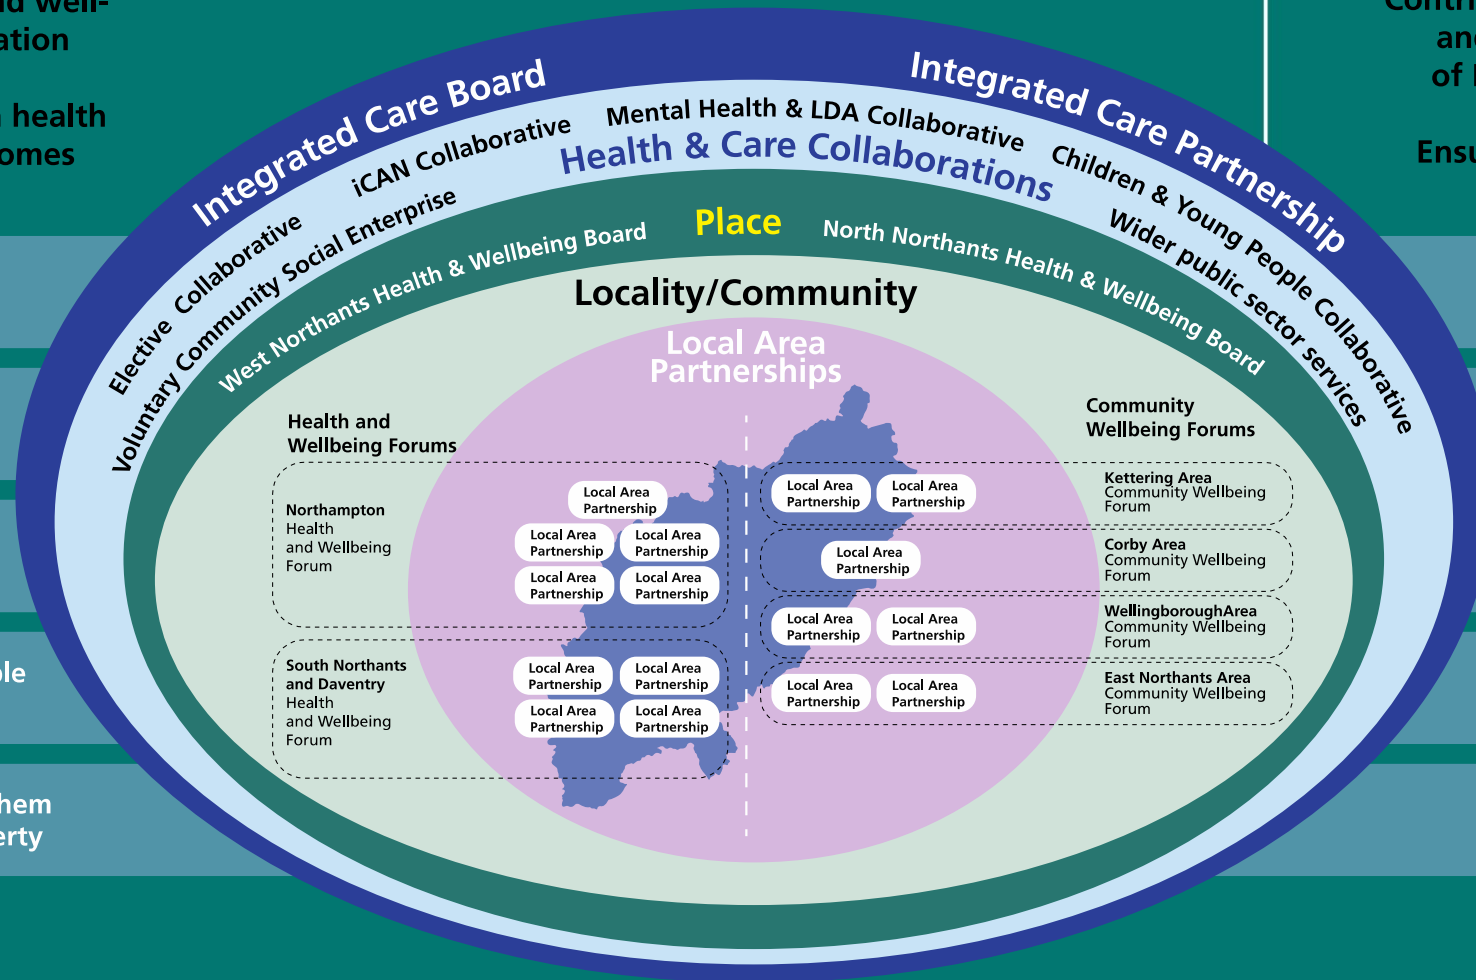 ation
health
and
of
Integrated Care Board
Integrated Care Partnership
Elective Collaborative
iCAN Collaborative
Mental Health & LDA Collaborative
Children & Young People Collaborative
Voluntary Community Social Enterprise
Health & Care Collaborations
Wider public sector services
West Northants Health & Wellbeing Board
Place
North Northants Health & Wellbeing Board
Locality/Community
Local Area
Partnerships
Health and
Wellbeing Forums
Northampton
Health
and Wellbeing
Forum
Local Area
Partnership
Local Area
Partnership
Local Area
Partnership
Local Area
Partnership
Local Area
Partnership
South Northants
and Daventry
Health
and Wellbeing
Forum
Local Area
Partnership
Local Area
Partnership
Local Area
Partnership
Local Area
Partnership
Community
Wellbeing Forums
Local Area
Partnership
Local Area
Partnership
Kettering Area
Community Wellbeing
Forum
Local Area
Partnership
Corby Area
Community Wellbeing
Forum
Local Area
Partnership
Local Area
Partnership
WellingboroughArea
Community Wellbeing
Forum
Local Area
Partnership
Local Area
Partnership
East Northants Area
Community Wellbeing
Forum